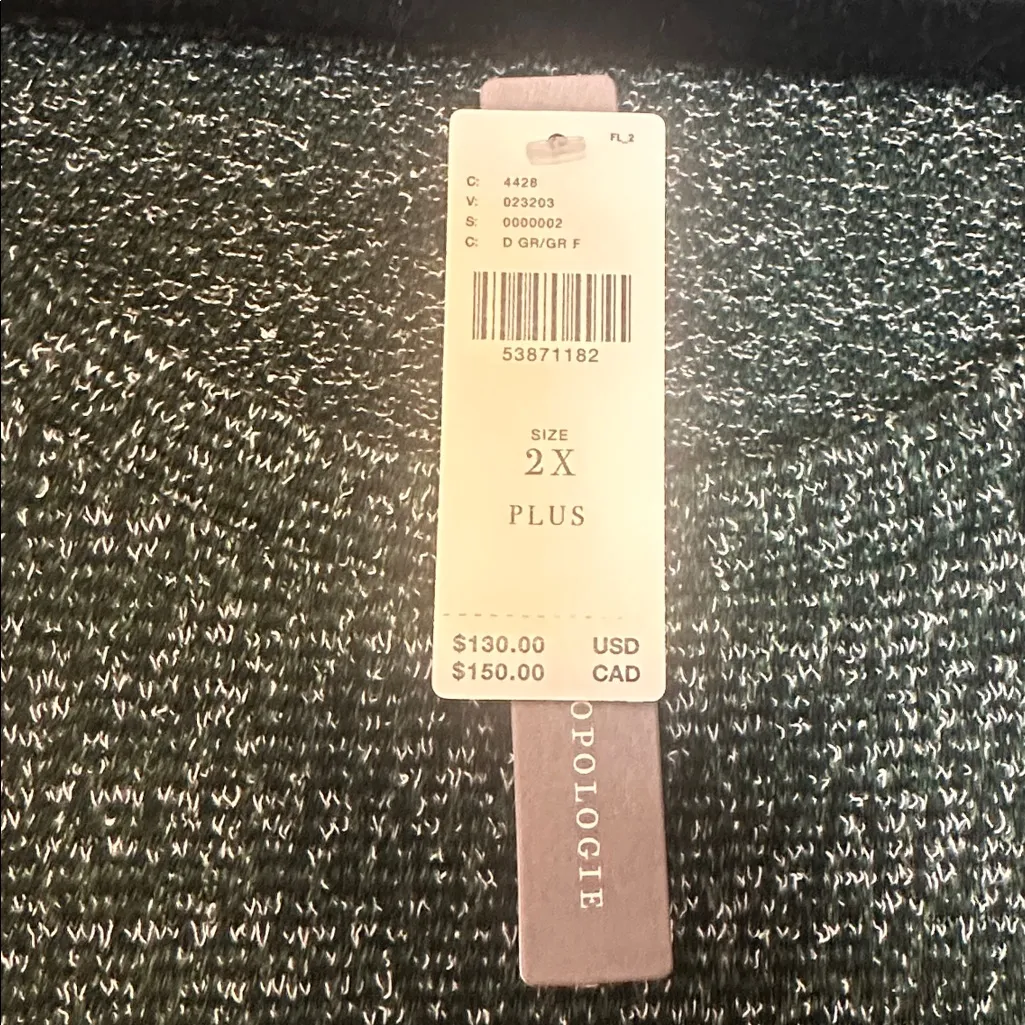 FL_2
C: 4428
V: 023203
S: 0000002
C: D GR/GR F
53871182
SIZE
2X
PLUS
$130.00 USD
$150.00 CAD
OPOLOGIE